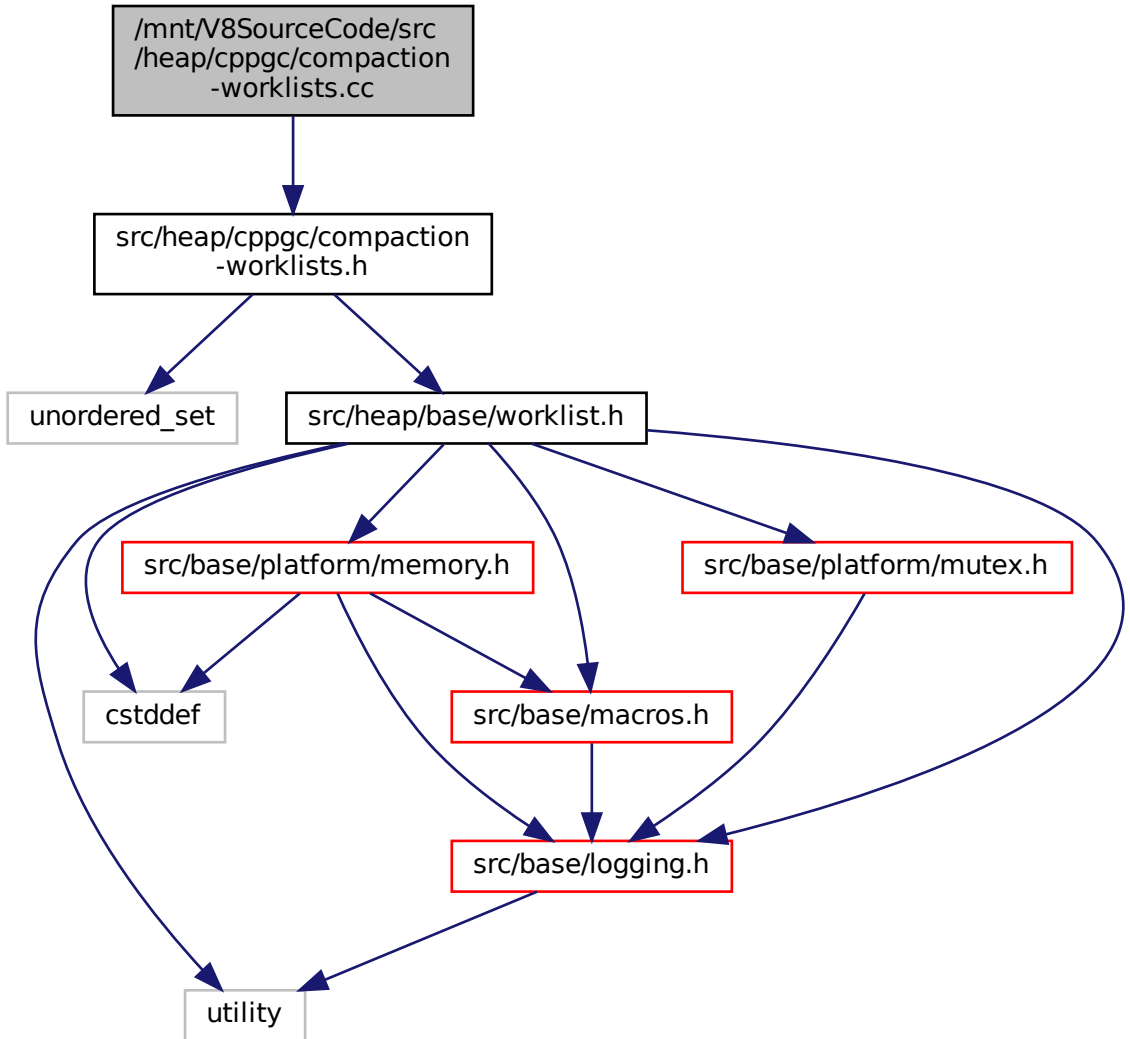 /mnt/V8SourceCode/src
/heap/cppgc/compaction
-worklists.cc
src/heap/cppgc/compaction
-worklists.h
unordered_set
src/heap/base/worklist.h
src/base/platform/memory.h
src/base/platform/mutex.h
cstddef
src/base/macros.h
src/base/logging.h
utility